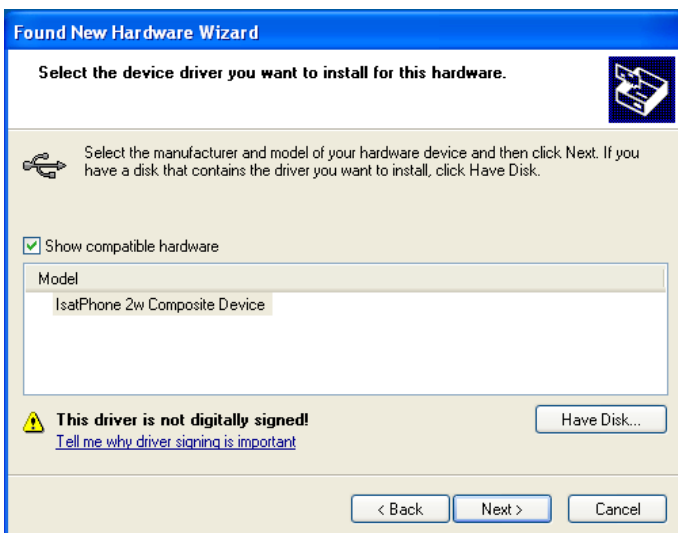 Found New Hardware Wizard
Select the device driver you want to install for this hardware.
Select the manufacturer and model of your hardware device and then click Next. If you
have a disk that contains the driver you want to install, click Have Disk.
Show compatible hardware
Model
IsatPhone 2w Composite Device
This driver is not digitally signed!
Tell me why driver signing is important
Have Disk...
< Back
Next >
Cancel